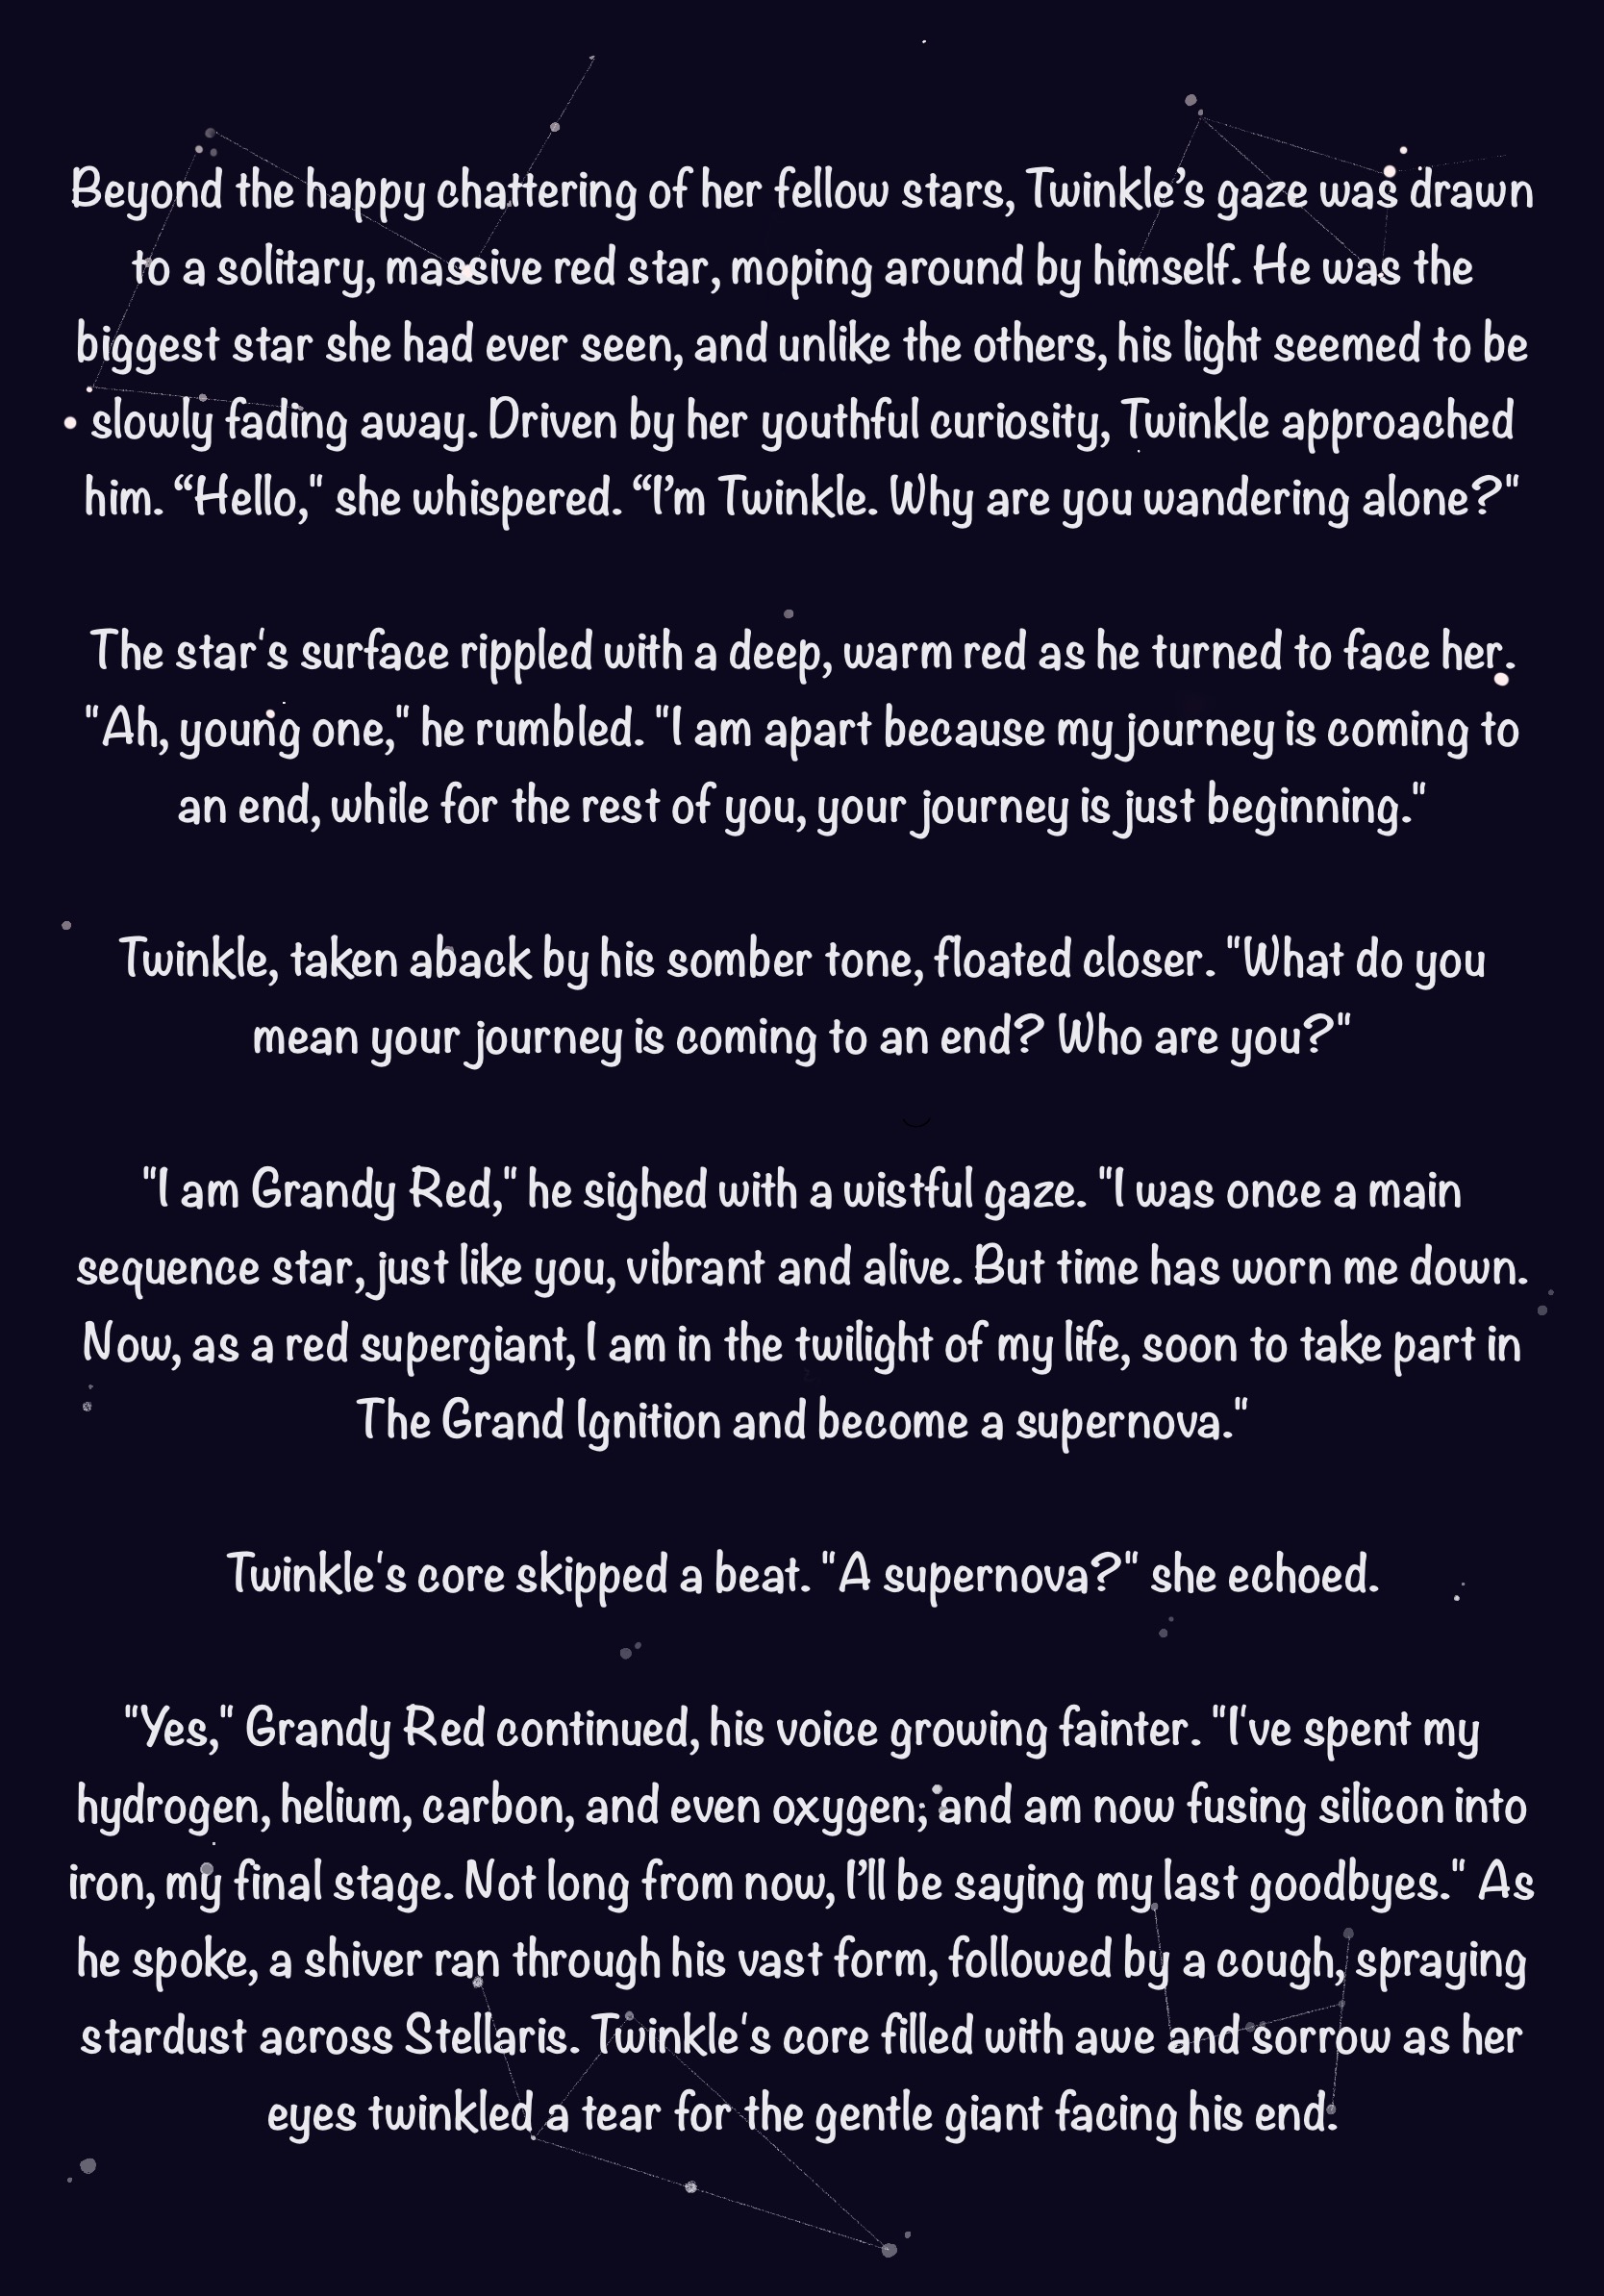 Beyond the happy chattering of her fellow stars, Twinkle’s gaze was drawn
to a solitary, massive red star, moping around by himself. He was the
biggest star she had ever seen, and unlike the others, his light seemed to be
slowly fading away. Driven by her youthful curiosity, Twinkle approached
him. “Hello," she whispered. “I’m Twinkle. Why are you wandering alone?"
The star's surface rippled with a deep, warm red as he turned to face her.
"Ah, young one," he rumbled. "I am apart because my journey is coming to
an end, while for the rest of you, your journey is just beginning."
Twinkle, taken aback by his somber tone, floated closer. "What do you
mean your journey is coming to an end? Who are you?"
"I am Grandy Red," he sighed with a wistful gaze. "I was once a main
sequence star, just like you, vibrant and alive. But time has worn me down.
Now, as a red supergiant, I am in the twilight of my life, soon to take part in
The Grand Ignition and become a supernova."
Twinkle's core skipped a beat. "A supernova?" she echoed.
"Yes," Grandy Red continued, his voice growing fainter. "I've spent my
hydrogen, helium, carbon, and even oxygen; and am now fusing silicon into
iron, my final stage. Not long from now, I’ll be saying my last goodbyes." As
he spoke, a shiver ran through his vast form, followed by a cough, spraying
stardust across Stellaris. Twinkle's core filled with awe and sorrow as her
eyes twinkled a tear for the gentle giant facing his end.